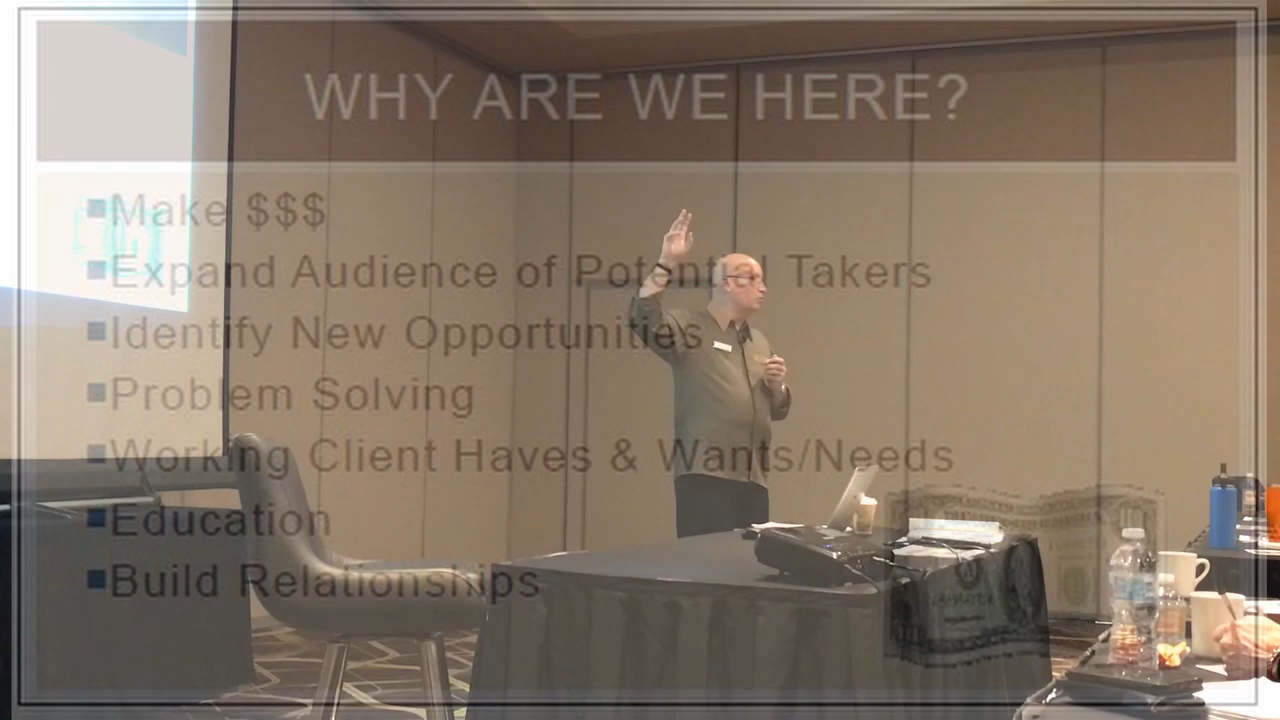 WHY ARE WE HERE?
Make $$$
Expand Audience of Potential Takers
Identify New Opportunities
Problem Solving
Working Client Haves & Wants/Needs
Education
Build Relationships